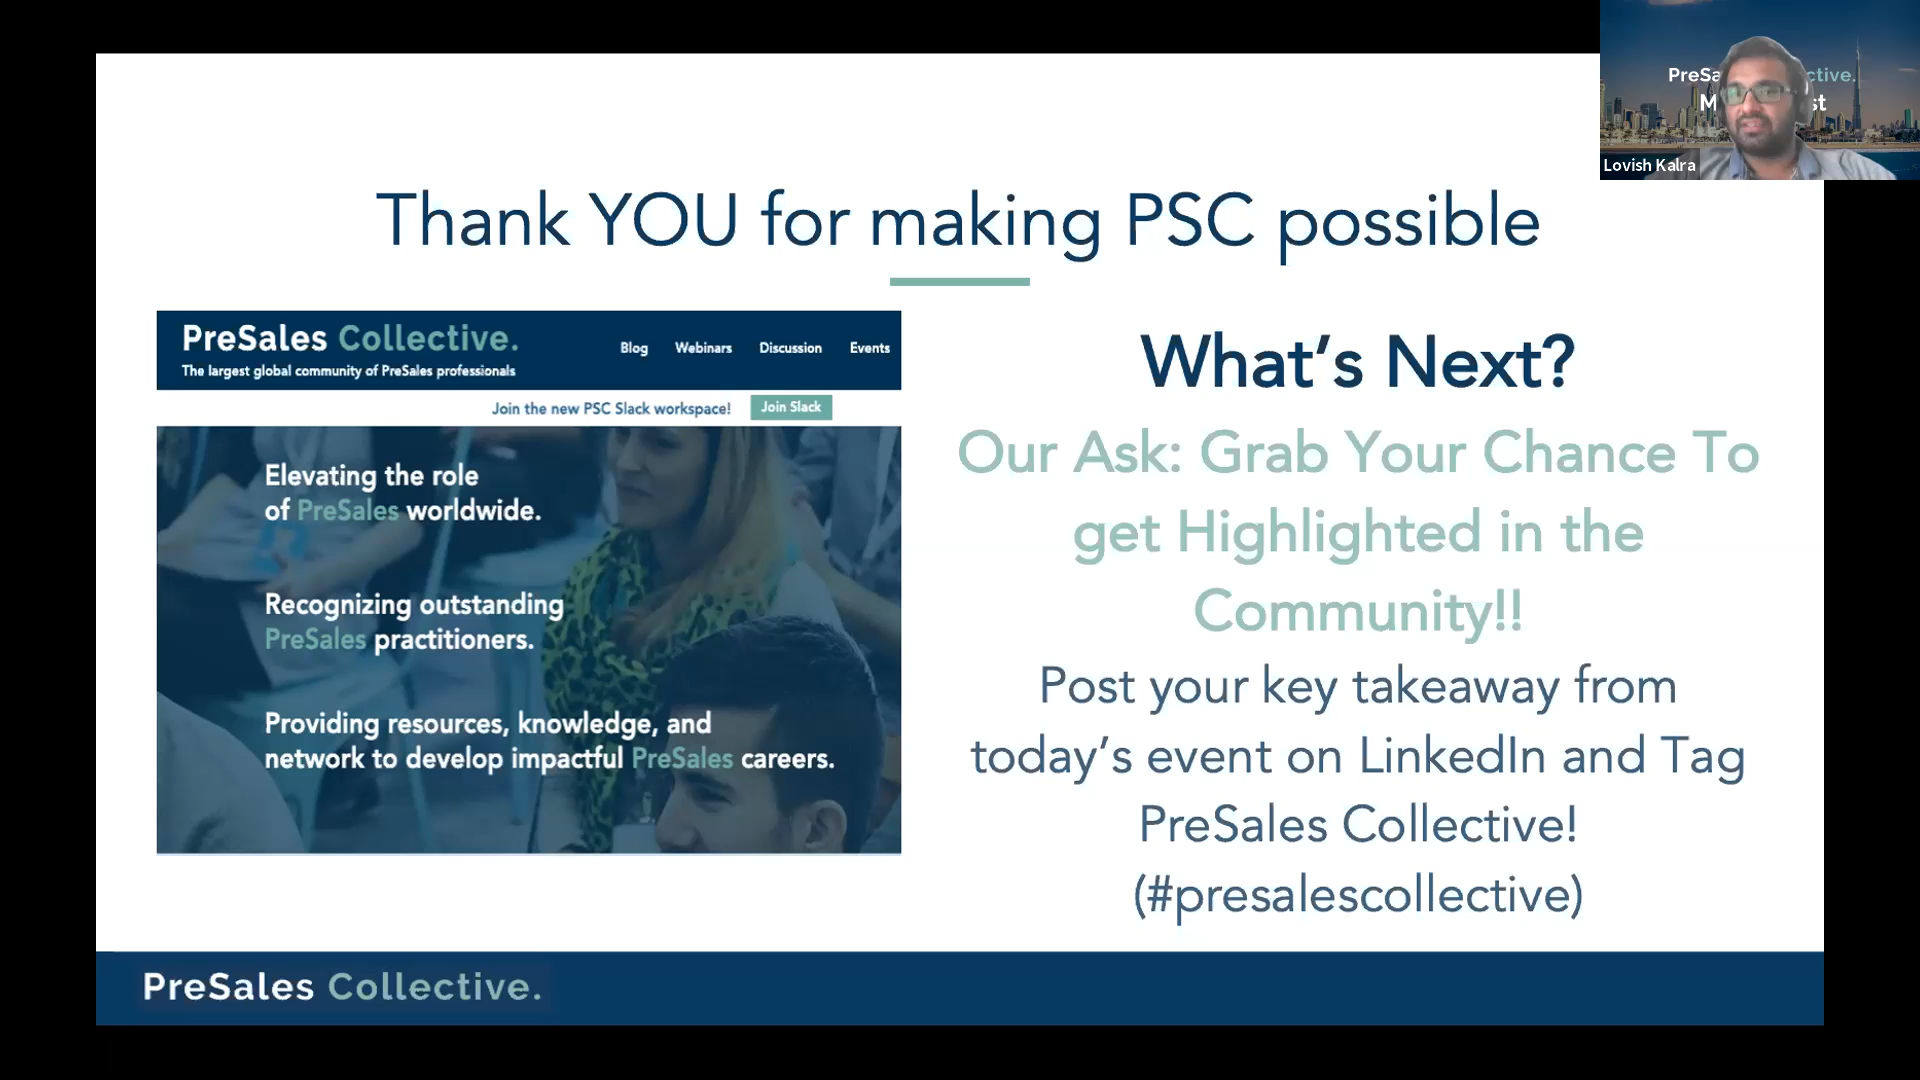 PreSa ctive.
M st
Lovish Kalra
Thank YOU for making PSC possible
PreSales Collective.
The largest global community of PreSales professionals
Blog Webinars Discussion Events
Join the new PSC Slack workspace! Join Slack
Elevating the role
of PreSales worldwide.
Recognizing outstanding
PreSales practitioners.
Providing resources, knowledge, and
network to develop impactful PreSales careers.
What’s Next?
Our Ask: Grab Your Chance To
get Highlighted in the
Community!!
Post your key takeaway from
today’s event on LinkedIn and Tag
PreSales Collective!
(#presalescollective)
PreSales Collective.